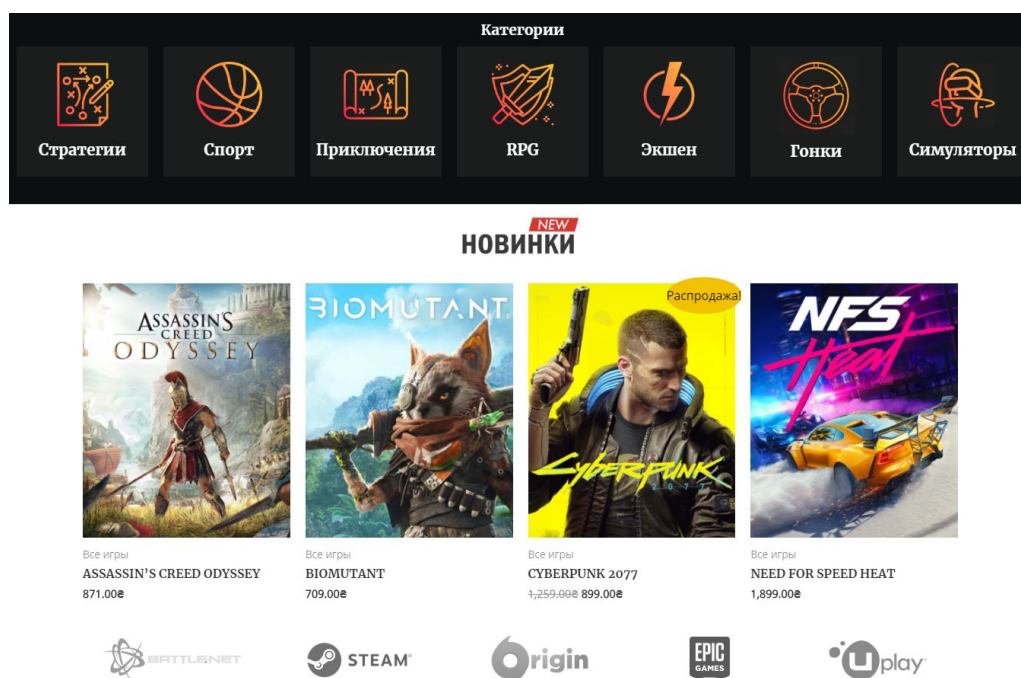 Категории
Стратегии
Спорт
Приключения
RPG
Экшен
Гонки
Симуляторы
NEW
НОВИНКИ
ASSASSIN'S
CREED
ODYSSEY
BIOMUTANT
Распродажа!
Cyberpunk
2077
NFS
Heat
Все игры
ASSASSIN'S CREED ODYSSEY
871.00₴
Все игры
BIOMUTANT
709.00₴
Все игры
CYBERPUNK 2077
1,259.00₴ 899.00₴
Все игры
NEED FOR SPEED HEAT
1,899.00₴
BATTLE.NET
STEAM
Origin
EPIC
GAMES
Uplay